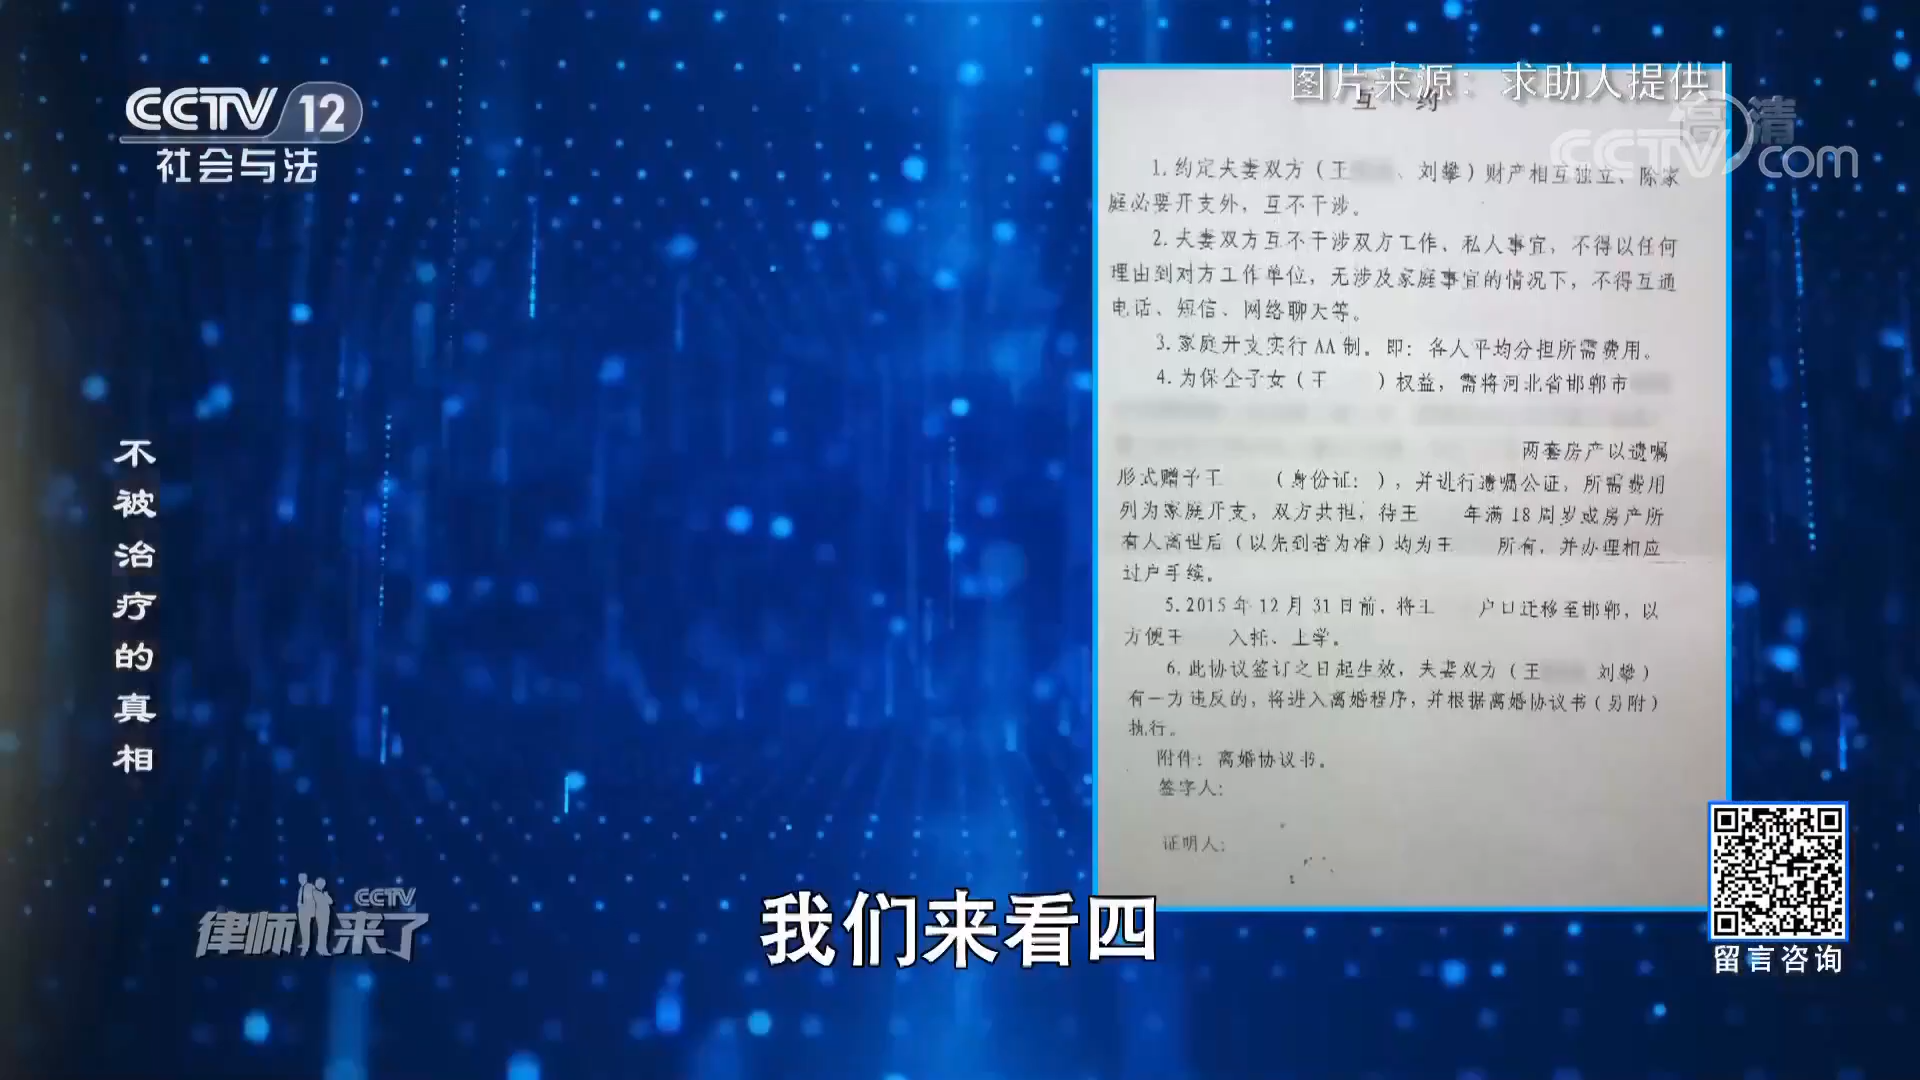 CCTV 12
社会与法
图片来源：求助人提供
高清
CCTV com
互 约
1.约定夫妻双方（王 、刘攀）财产相互独立、除家
庭必要开支外，互不干涉。
2.夫妻双方互不干涉双方工作、私人事宜，不得以任何
理由到对方工作单位，无涉及家庭事宜的情况下，不得互通
电话、短信、网络聊天等。
3.家庭开支实行AA制。即：各人平均分担所需费用。
4.为保全子女（王 ）权益，需将河北省邯郸市
两套房产以遗嘱
形式赠予王 （身份证： ），并进行遗嘱公证，所需费用
列为家庭开支，双方共担，待王 年满18周岁或房产所
有人离世后（以先到者为准）均为王 所有，并办理相应
过户手续。
5.2015年12月31日前，将王 户口迁移至邯郸，以
方便王 入托、上学。
6.此协议签订之日起生效，夫妻双方（王 刘攀）
有一方违反的，将进入离婚程序，并根据离婚协议书（另附）
执行。
附件：离婚协议书。
签字人：
证明人：
不被治疗的真相
CCTV
律师来了
我们来看四
留言咨询